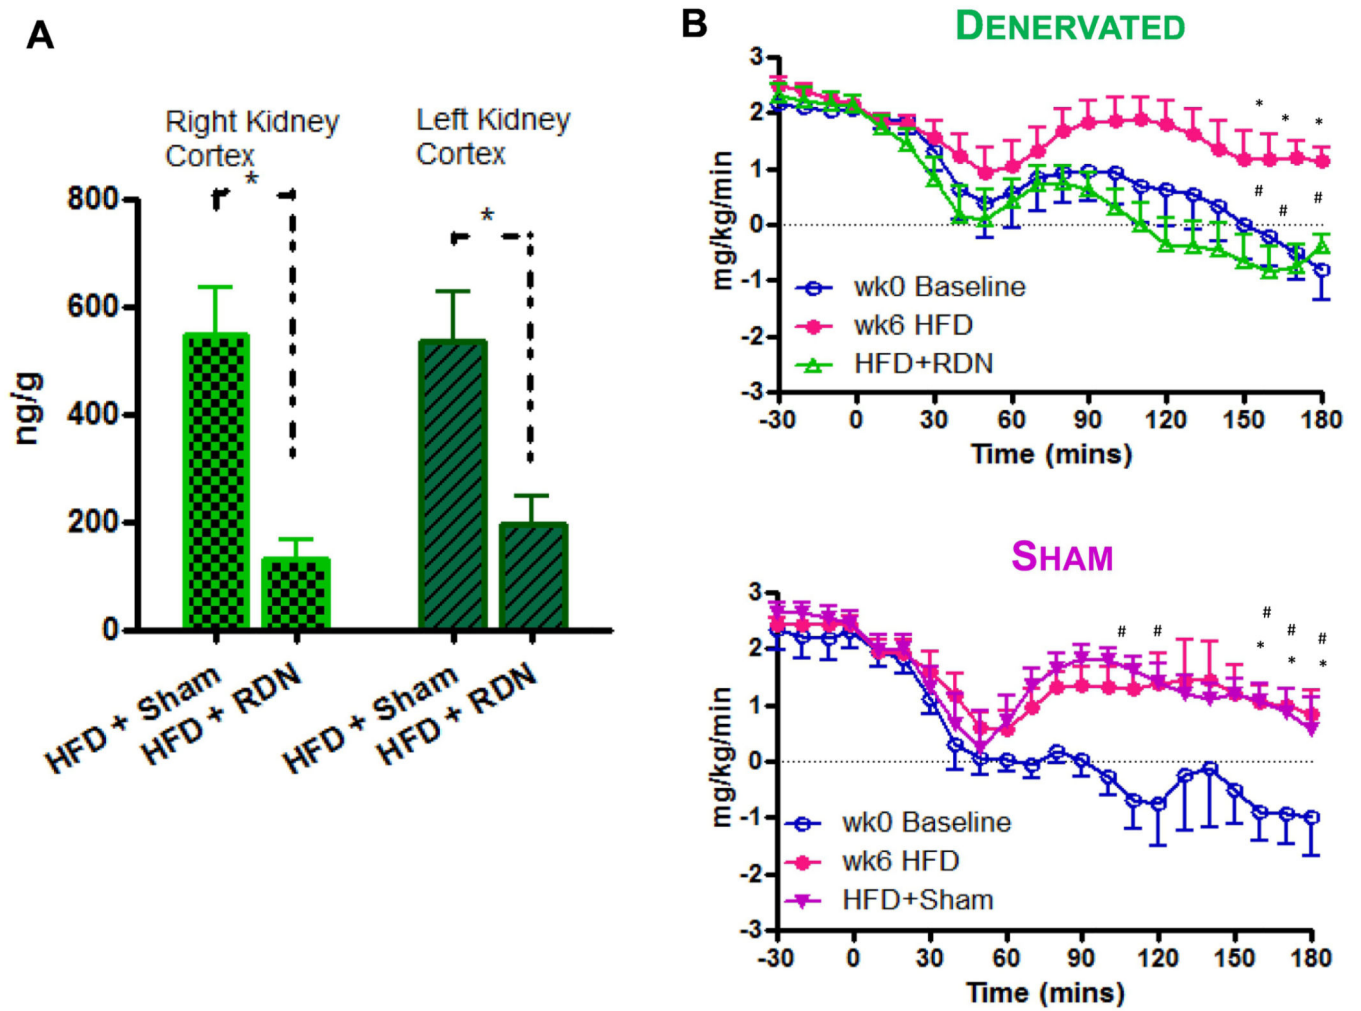 A
Right Kidney
Cortex
Left Kidney
Cortex
*
*
800
600
400
200
0
ng/g
HFD + Sham
HFD + RDN
HFD + Sham
HFD + RDN
B
DENERVATED
3
2
1
0
-1
-2
-3
mg/kg/min
* * *
# # #
wk0 Baseline
wk6 HFD
HFD+RDN
-30 0 30 60 90 120 150 180
Time (mins)
SHAM
3
2
1
0
-1
-2
-3
mg/kg/min
# # # # #
* * *
wk0 Baseline
wk6 HFD
HFD+Sham
-30 0 30 60 90 120 150 180
Time (mins)